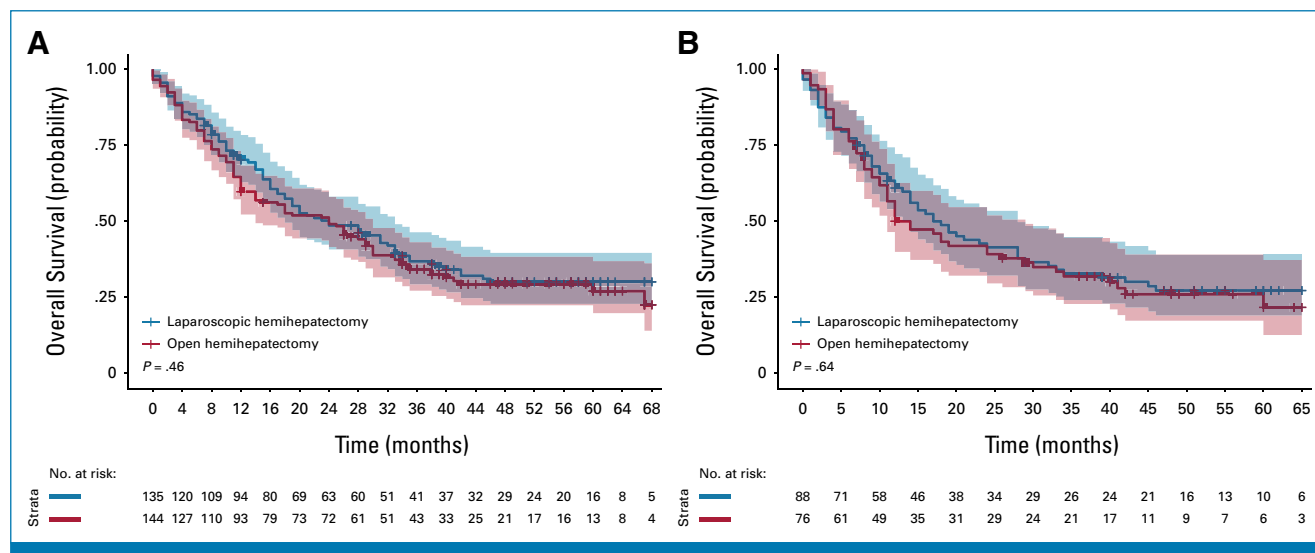 A
Overall Survival (probability)
1.00
.75
.50
.25
0
Laparoscopic hemihepatectomy
Open hemihepatectomy
P = .46
0 4 8 12 16 20 24 28 32 36 40 44 48 52 56 60 64 68
Time (months)
No. at risk:
Strata
135 120 109 94 80 69 63 60 51 41 37 32 29 24 20 16 8 5
144 127 110 93 79 73 72 61 51 43 33 25 21 17 16 13 8 4
B
Overall Survival (probability)
1.00
.75
.50
.25
0
Laparoscopic hemihepatectomy
Open hemihepatectomy
P = .64
0 5 10 15 20 25 30 35 40 45 50 55 60 65
Time (months)
No. at risk:
Strata
88 71 58 46 38 34 29 26 24 21 16 13 10 6
76 61 49 35 31 29 24 21 17 11 9 7 6 3